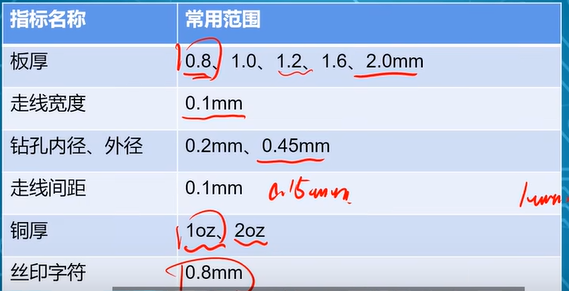 指标名称 常用范围
板厚 0.8、1.0、1.2、1.6、2.0mm
走线宽度 0.1mm
钻孔内径、外径 0.2mm、0.45mm
走线间距 0.1mm 0.15mm
铜厚 1oz、2oz
丝印字符 0.8mm